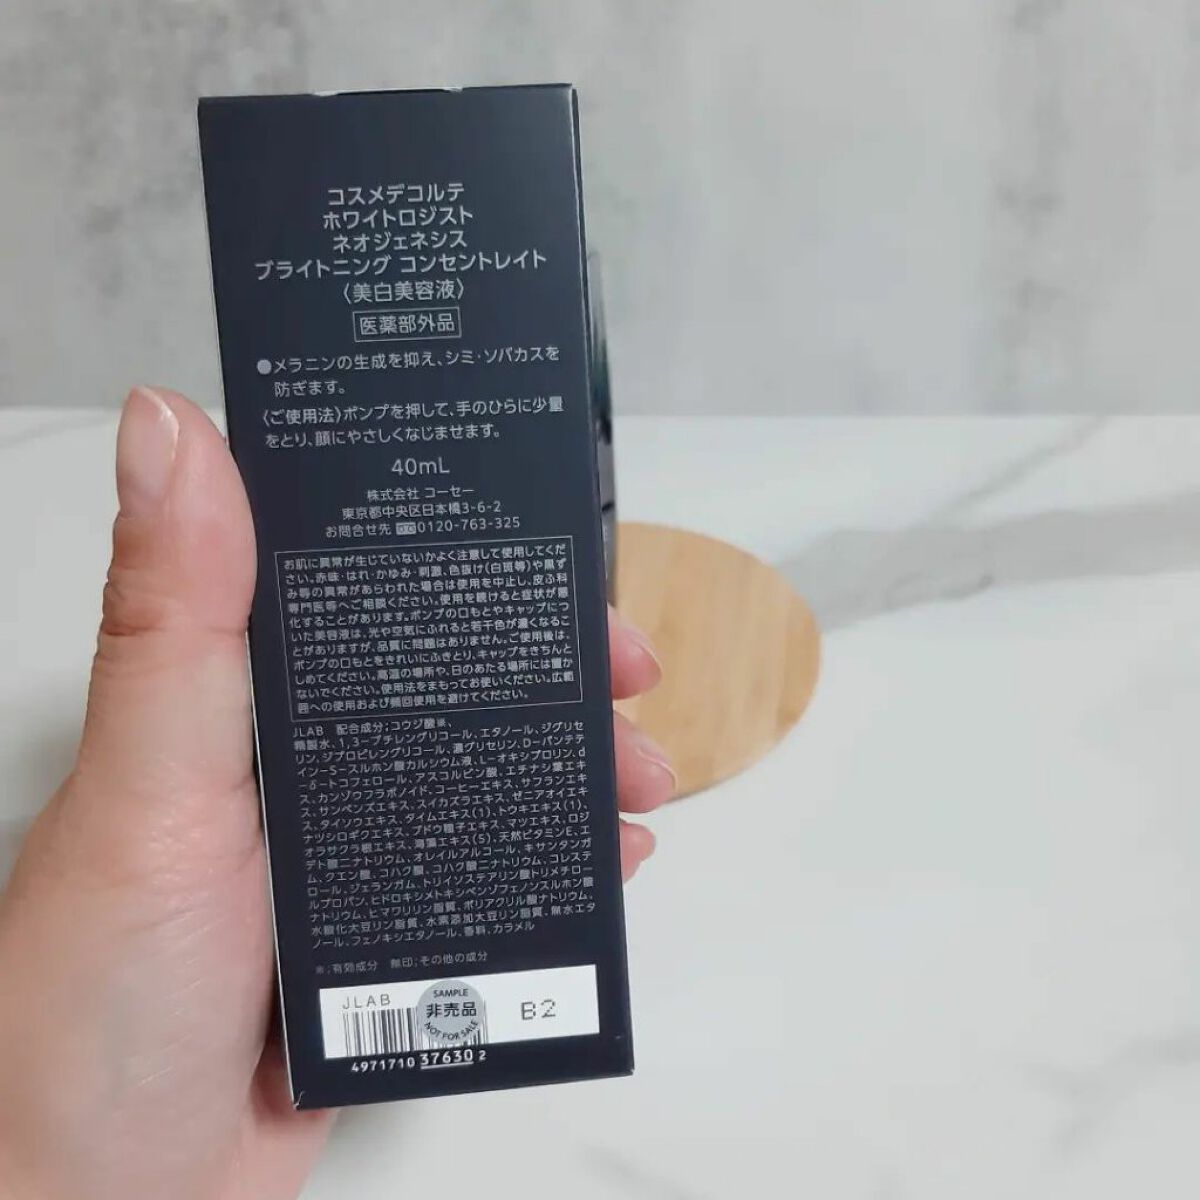 コスメデコルテ
ホワイトロジスト
ネオジェネシス
ブライトニング コンセントレイト
〈美白美容液〉
医薬部外品
●メラニンの生成を抑え、シミ・ソバカスを
防ぎます。
〈ご使用法〉ポンプを押して、手のひらに少量
をとり、顔にやさしくなじませます。
40mL
株式会社 コーセー
東京都中央区日本橋3-6-2
お問合せ先 0120-763-325
お肌に異常が生じていないかよく注意して使用してくだ
さい。赤味・はれ・かゆみ・刺激、色抜け(白斑等)や黒ず
み等の異常があらわれた場合は使用を中止し、皮ふ科
専門医等へご相談ください。使用を続けると症状が悪
化することがあります。ポンプの口もとやキャップにつ
いた美容液は、光や空気にふれると若干色が濃くなるこ
とがありますが、品質に問題はありません。ご使用後は、
ポンプの口もとをきれいにふきとり、キャップをきちんと
しめてください。高温の場所や、日のあたる場所には置か
ないでください。使用法をまもってお使いください。広範
囲への使用および頻回使用を避けてください。
JLAB 配合成分;コウジ酸※、
精製水、1,3-ブチレングリコール、エタノール、ジグリセ
リン、ジプロピレングリコール、濃グリセリン、D-パンテテ
イン-S-スルホン酸カルシウム液、L-オキシプロリン、d
-δ-トコフェロール、アスコルビン酸、エチナシ葉エキ
ス、カンゾウフラボノイド、コーヒーエキス、サフランエキ
ス、サンペンズエキス、スイカズラエキス、ゼニアオイエキ
ス、タイソウエキス、タイムエキス(1)、トウキエキス(1)、
ナツシロギクエキス、ブドウ種子エキス、マツエキス、ロジ
オラサクラ根エキス、海藻エキス(5)、天然ビタミンE、エ
デト酸二ナトリウム、オレイルアルコール、キサンタンガ
ム、クエン酸、コハク酸、コハク酸二ナトリウム、コレステ
ロール、ジェランガム、トリイソステアリン酸トリメチロー
ルプロパン、ヒドロキシメトキシベンゾフェノンスルホン酸
ナトリウム、ヒマワリリン脂質、ポリアクリル酸ナトリウム、
水酸化大豆リン脂質、水素添加大豆リン脂質、無水エタ
ノール、フェノキシエタノール、香料、カラメル
※;有効成分 無印;その他の成分
JLAB
SAMPLE
非売品
NOT FOR SALE
B2
4971710 37630 2